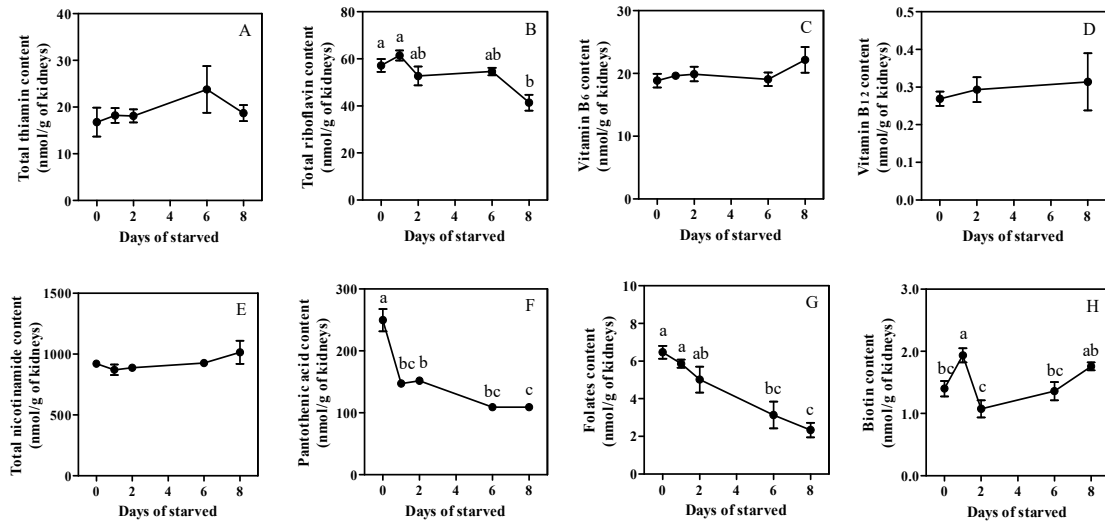 Total thiamin content
(nmol/g of kidneys)
40
30
20
10
0
A
0 2 4 6 8
Days of starved
Total riboflavin content
(nmol/g of kidneys)
80
60
40
20
0
B
a a ab ab b
0 2 4 6 8
Days of starved
Vitamin B6 content
(nmol/g of kidneys)
30
20
10
0
C
0 2 4 6 8
Days of starved
Vitamin B12 content
(nmol/g of kidneys)
0.5
0.4
0.3
0.2
0.1
0.0
D
0 2 4 6 8
Days of starved
Total nicotinamide content
(nmol/g of kidneys)
1500
1000
500
0
E
0 2 4 6 8
Days of starved
Pantothenic acid content
(nmol/g of kidneys)
300
200
100
0
F
a bc b bc c
0 2 4 6 8
Days of starved
Folates content
(nmol/g of kidneys)
8
6
4
2
0
G
a a ab bc c
0 2 4 6 8
Days of starved
Biotin content
(nmol/g of kidneys)
3.0
2.0
1.0
0.0
H
bc a c bc ab
0 2 4 6 8
Days of starved